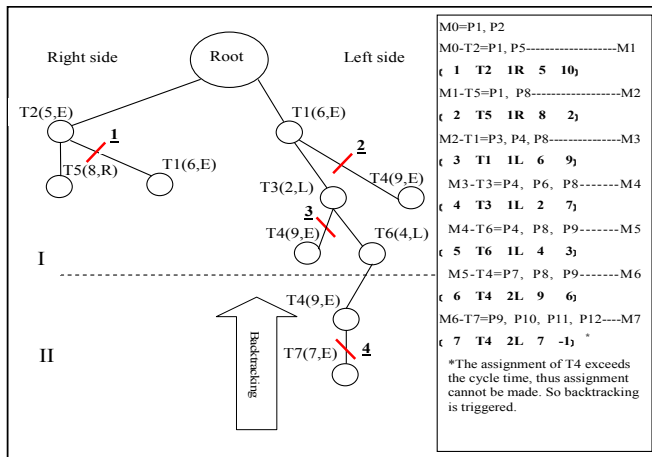 Right side
Root
Left side
T2(5,E)
T1(6,E)
1
2
T5(8,R)
T1(6,E)
T3(2,L)
T4(9,E)
3
T4(9,E)
T6(4,L)
I
T4(9,E)
II
Backtracking
T7(7,E)
4
M0=P1, P2
M0-T2=P1, P5-------------------M1
( 1 T2 1R 5 10)
M1-T5=P1, P8---------------M2
( 2 T5 1R 8 2)
M2-T1=P3, P4, P8------------M3
( 3 T1 1L 6 9)
M3-T3=P4, P6, P8-------M4
( 4 T3 1L 2 7)
M4-T6=P4, P8, P9-------M5
( 5 T6 1L 4 3)
M5-T4=P7, P8, P9-------M6
( 6 T4 2L 9 6)
M6-T7=P9, P10, P11, P12----M7
( 7 T4 2L 7 -1) *
*The assignment of T4 exceeds
the cycle time, thus assignment
cannot be made. So backtracking
is triggered.